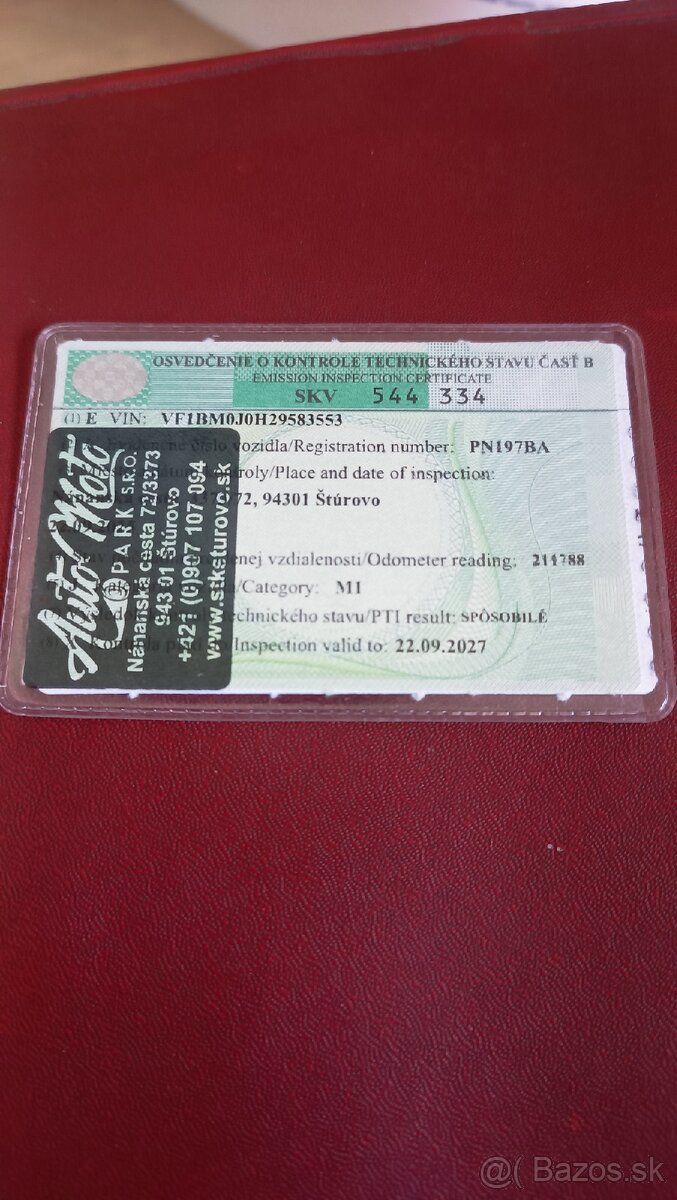 OSVEDČENIE O KONTROLE TECHNICKÉHO STAVU ČASŤ B
EMISSION INSPECTION CERTIFICATE
SKV 544 334
(1) E VIN: VF1BM0J0H29583553
číslo vozidla/Registration number: PN197BA
kontroly/Place and date of inspection:
72, 94301 Štúrovo
vzdialenosti/Odometer reading: 211788
/Category: M1
technického stavu/PTI result: SPÔSOBILÉ
(8) /Inspection valid to: 22.09.2027
Auto Moto
PARK S.R.O.
Nánanská cesta 72/3373
943 01 Štúrovo
+421 (0)907 107 094
www.stksturovo.sk
@( Bazos.sk